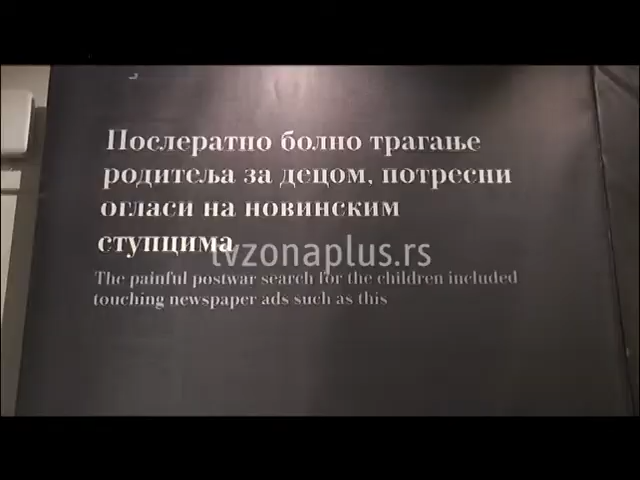 Послератно болно трагање
родитеља за децом, потресни
огласи на новинским
ступцима
tvzonaplus.rs
The painful postwar search for the children included
touching newspaper ads such as this